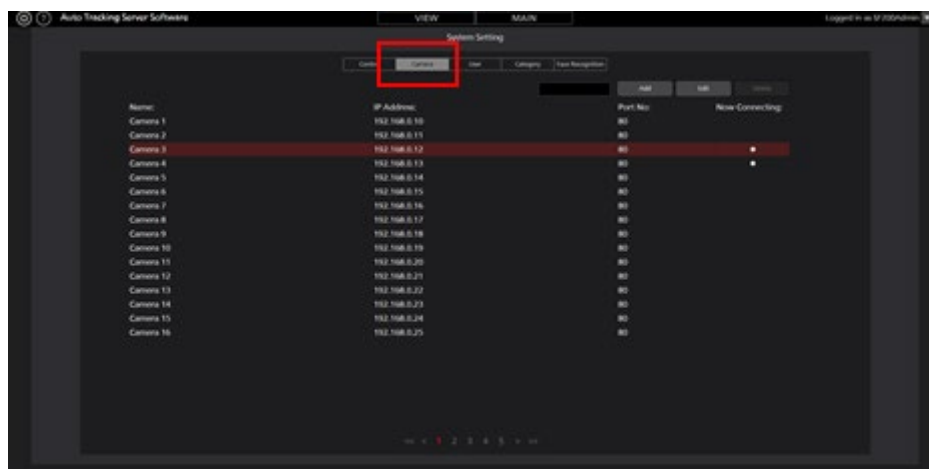 Auto Tracking Server Software VIEW MAIN Logged in as SF200Admin
System Setting
Camera User Category Face Recognition
Add Edit Delete
Name: IP Address: Port No: Now Connecting:
Camera 1 192.168.0.10 80
Camera 2 192.168.0.11 80
Camera 3 192.168.0.12 80
Camera 4 192.168.0.13 80
Camera 5 192.168.0.14 80
Camera 6 192.168.0.15 80
Camera 7 192.168.0.16 80
Camera 8 192.168.0.17 80
Camera 9 192.168.0.18 80
Camera 10 192.168.0.19 80
Camera 11 192.168.0.20 80
Camera 12 192.168.0.21 80
Camera 13 192.168.0.22 80
Camera 14 192.168.0.23 80
Camera 15 192.168.0.24 80
Camera 16 192.168.0.25 80
<< < 1 2 3 4 5 > >>